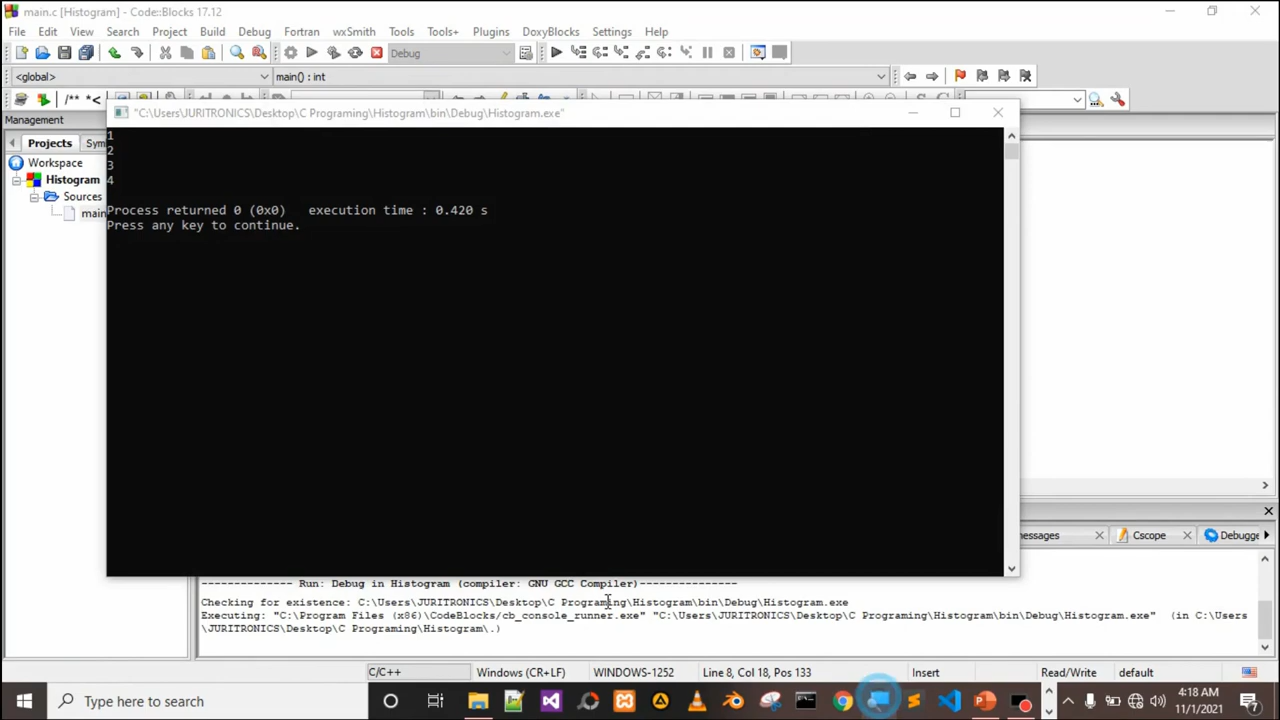 main.c [Histogram] - Code::Blocks 17.12
File Edit View Search Project Build Debug Fortran wxSmith Tools Tools+ Plugins DoxyBlocks Settings Help
Debug
<global> main() : int
/** *<
Management
"C:\Users\JURITRONICS\Desktop\C Programing\Histogram\bin\Debug\Histogram.exe"
Projects
Workspace
Histogram
Sources
1
2
3
4
Process returned 0 (0x0) execution time : 0.420 s
Press any key to continue.
Cscope Debugge
-------------- Run: Debug in Histogram (compiler: GNU GCC Compiler)---------------
Checking for existence: C:\Users\JURITRONICS\Desktop\C Programing\Histogram\bin\Debug\Histogram.exe
Executing: "C:\Program Files (x86)\CodeBlocks/cb_console_runner.exe" "C:\Users\JURITRONICS\Desktop\C Programing\Histogram\bin\Debug\Histogram.exe" (in C:\Users
\JURITRONICS\Desktop\C Programing\Histogram\.)
C/C++ Windows (CR+LF) WINDOWS-1252 Line 8, Col 18, Pos 133 Insert Read/Write default
Type here to search
4:18 AM
11/1/2021
7